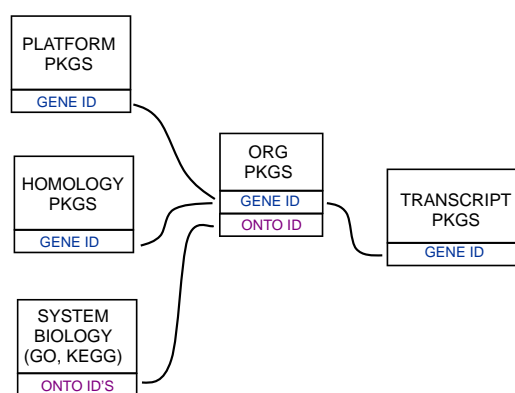 PLATFORM
PKGS
GENE ID
HOMOLOGY
PKGS
GENE ID
SYSTEM
BIOLOGY
(GO, KEGG)
ONTO ID'S
ORG
PKGS
GENE ID
ONTO ID
TRANSCRIPT
PKGS
GENE ID